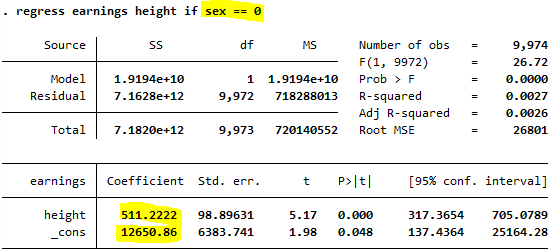 . regress earnings height if sex == 0
Source SS df MS Number of obs = 9,974
F(1, 9972) = 26.72
Model 1.9194e+10 1 1.9194e+10 Prob > F = 0.0000
Residual 7.1628e+12 9,972 718288013 R-squared = 0.0027
Adj R-squared = 0.0026
Total 7.1820e+12 9,973 720140552 Root MSE = 26801
earnings Coefficient Std. err. t P>|t| [95% conf. interval]
height 511.2222 98.89631 5.17 0.000 317.3654 705.0789
_cons 12650.86 6383.741 1.98 0.048 137.4364 25164.28